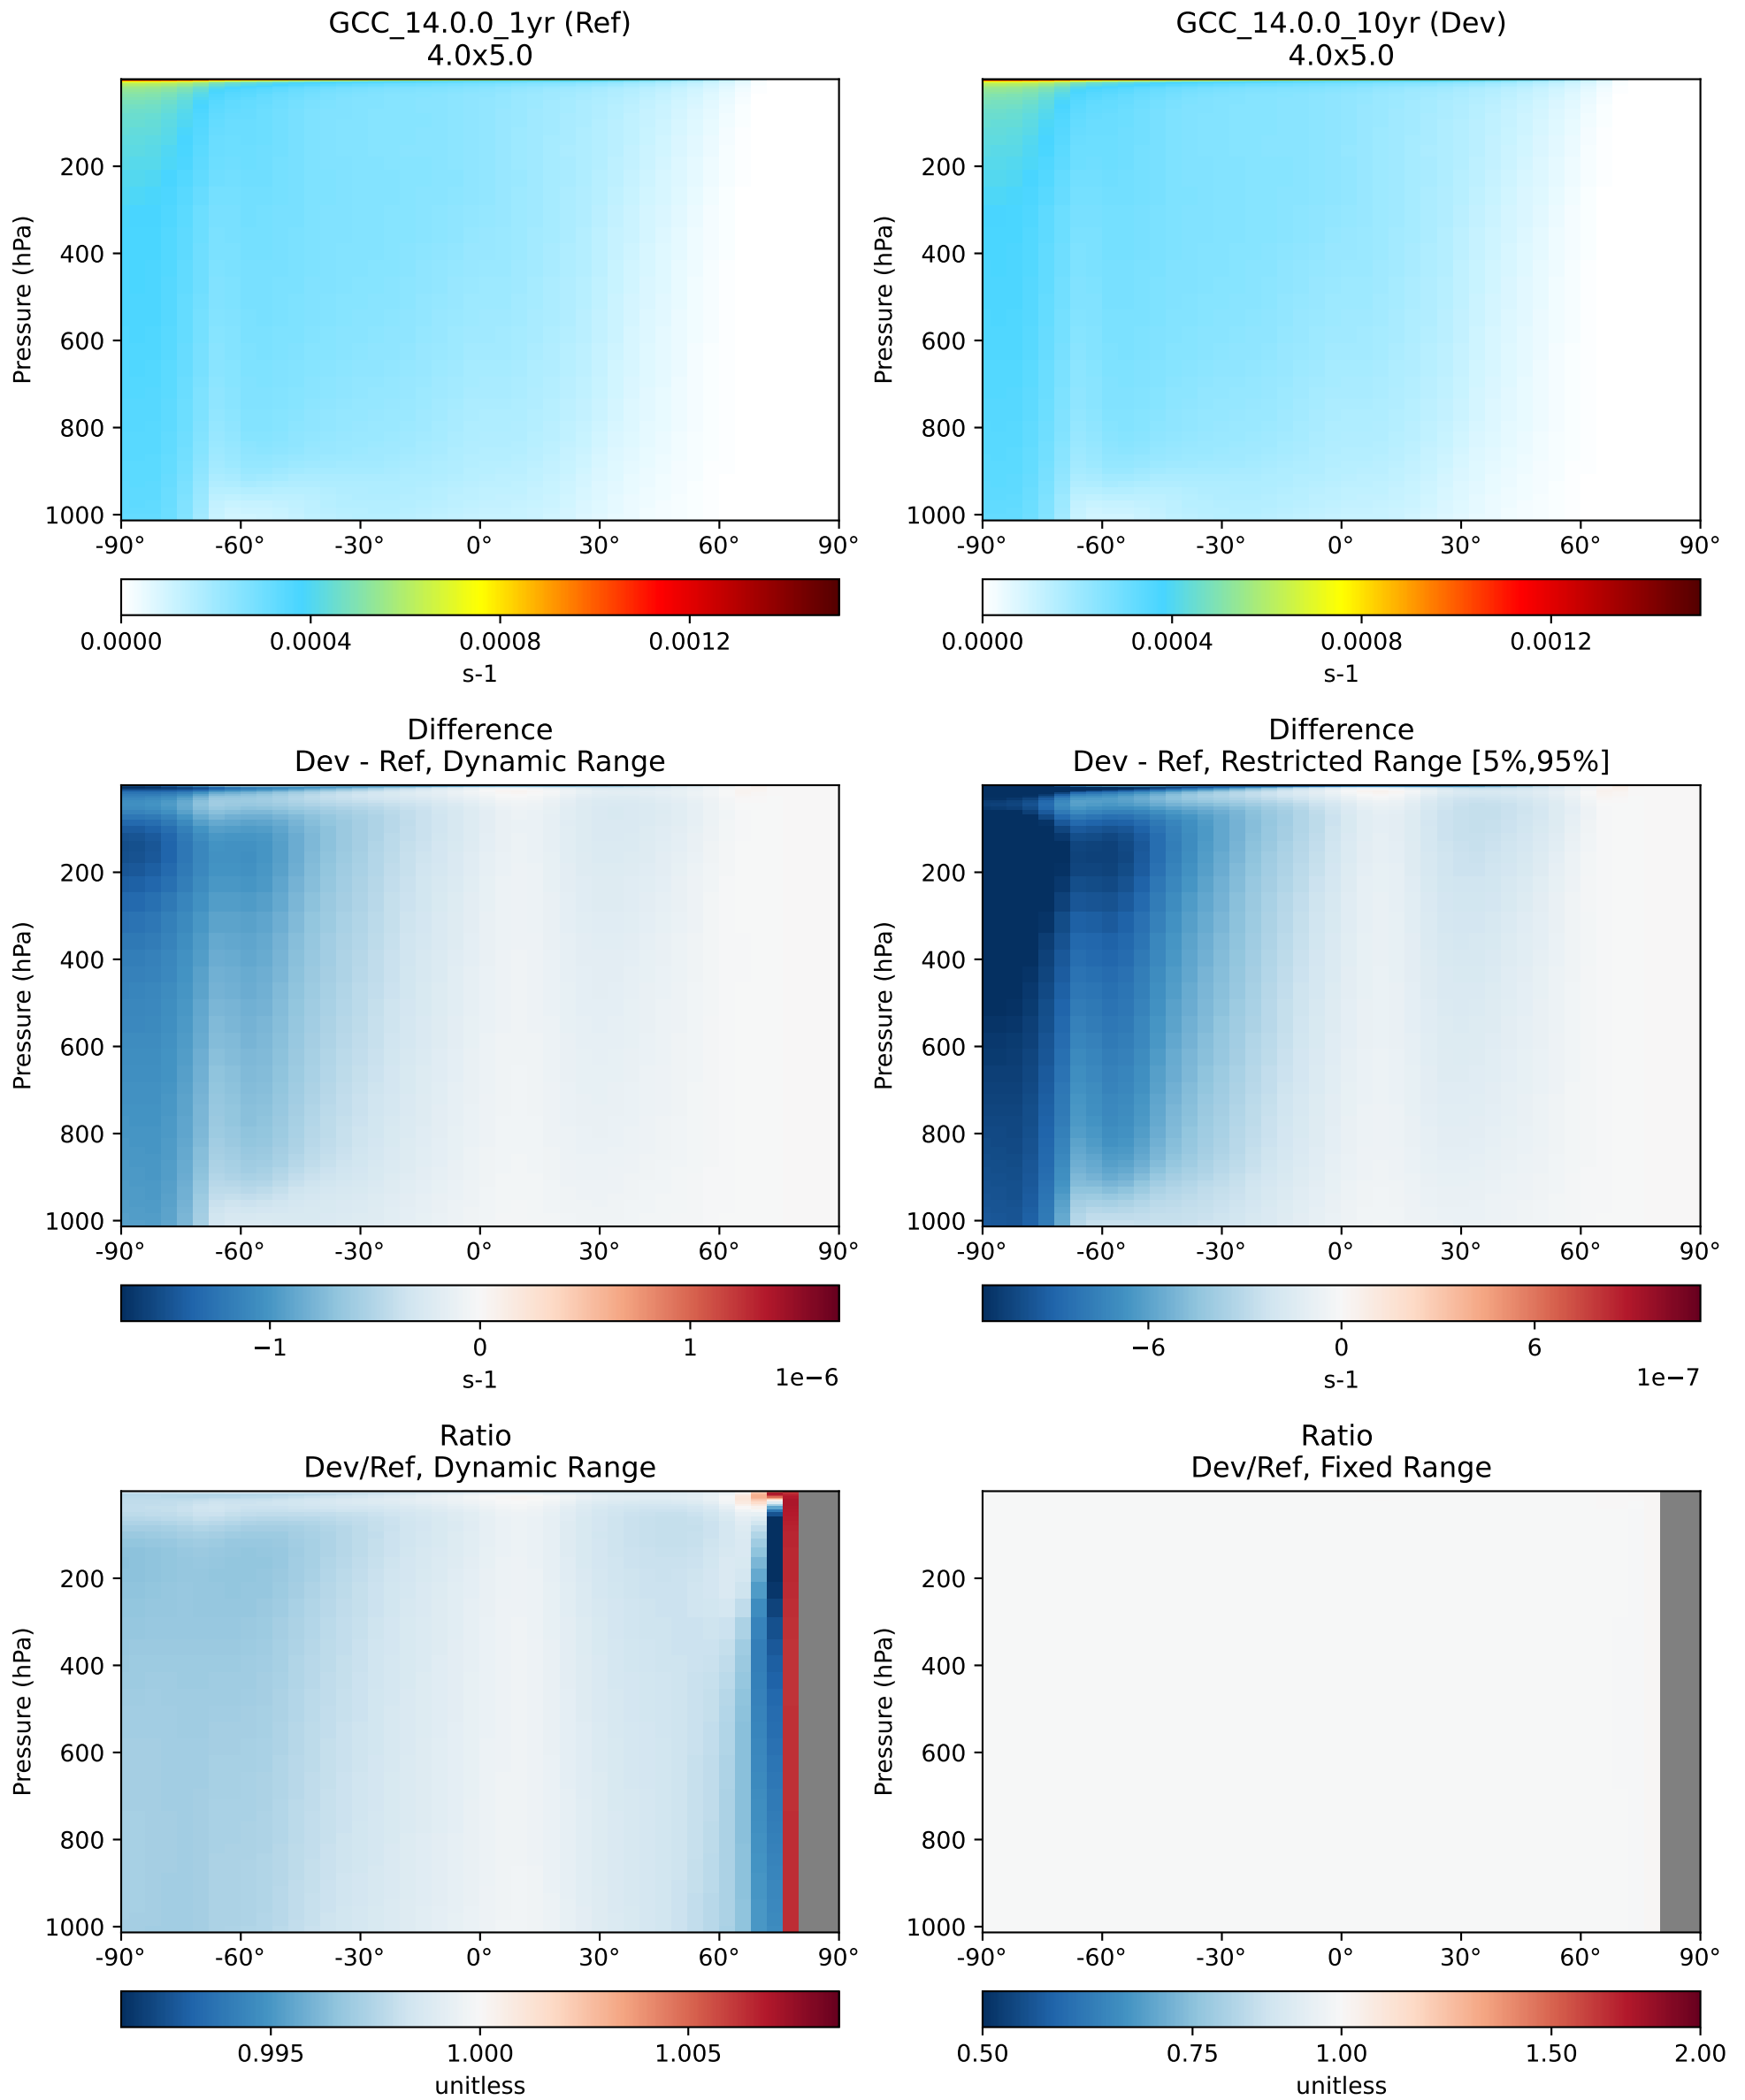 GCC_14.0.0_1yr (Ref)
4.0x5.0
Pressure (hPa)
200
400
600
800
1000
-90° -60° -30° 0° 30° 60° 90°
0.0000 0.0004 0.0008 0.0012
s-1
GCC_14.0.0_10yr (Dev)
4.0x5.0
Pressure (hPa)
200
400
600
800
1000
-90° -60° -30° 0° 30° 60° 90°
0.0000 0.0004 0.0008 0.0012
s-1
Difference
Dev - Ref, Dynamic Range
Pressure (hPa)
200
400
600
800
1000
-90° -60° -30° 0° 30° 60° 90°
−1 0 1
s-1 1e−6
Difference
Dev - Ref, Restricted Range [5%,95%]
Pressure (hPa)
200
400
600
800
1000
-90° -60° -30° 0° 30° 60° 90°
−6 0 6
s-1 1e−7
Ratio
Dev/Ref, Dynamic Range
Pressure (hPa)
200
400
600
800
1000
-90° -60° -30° 0° 30° 60° 90°
0.995 1.000 1.005
unitless
Ratio
Dev/Ref, Fixed Range
Pressure (hPa)
200
400
600
800
1000
-90° -60° -30° 0° 30° 60° 90°
0.50 0.75 1.00 1.50 2.00
unitless